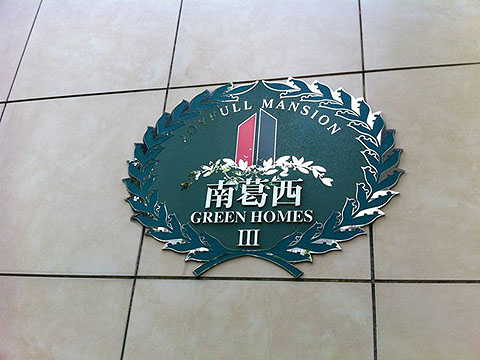 JOYFULL MANSION
南葛西
GREEN HOMES
III